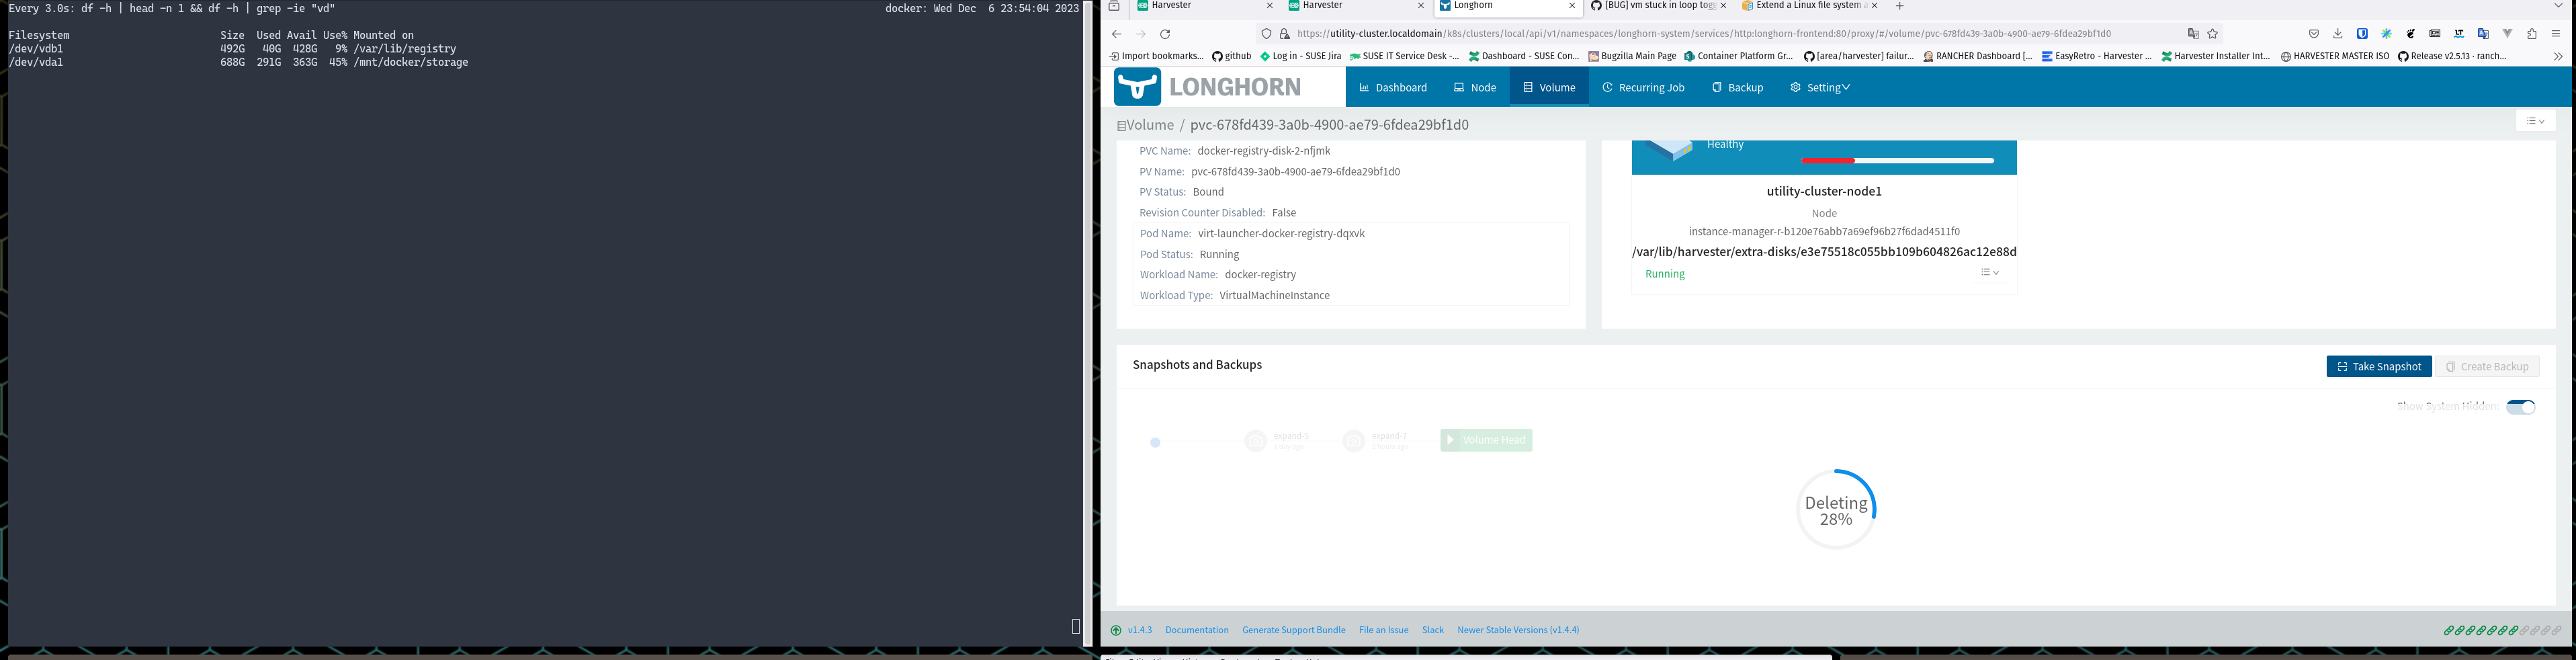 Every 3.0s: df -h | head -n 1 && df -h | grep -ie "vd"
docker: Wed Dec  6 23:54:04 2023
Filesystem Size Used Avail Use% Mounted on
/dev/vdb1 492G 40G 428G 9% /var/lib/registry
/dev/vda1 688G 291G 363G 45% /mnt/docker/storage
Harvester
Harvester
Longhorn
[BUG] vm stuck in loop tog
Extend a Linux file system a
https://utility-cluster.localdomain/k8s/clusters/local/api/v1/namespaces/longhorn-system/services/http:longhorn-frontend:80/proxy/#/volume/pvc-678fd439-3a0b-4900-ae79-6fdea29bf1d0
Import bookmarks...
github
Log in - SUSE Jira
SUSE IT Service Desk -...
Dashboard - SUSE Con...
Bugzilla Main Page
Container Platform Gr...
[area/harvester] failur...
RANCHER Dashboard [...
EasyRetro - Harvester ...
Harvester Installer Int...
HARVESTER MASTER ISO
Release v2.5.13 · ranch...
LONGHORN
Dashboard
Node
Volume
Recurring Job
Backup
Setting
Volume / pvc-678fd439-3a0b-4900-ae79-6fdea29bf1d0
PVC Name: docker-registry-disk-2-nfjmk
PV Name: pvc-678fd439-3a0b-4900-ae79-6fdea29bf1d0
PV Status: Bound
Revision Counter Disabled: False
Pod Name: virt-launcher-docker-registry-dqxvk
Pod Status: Running
Workload Name: docker-registry
Workload Type: VirtualMachineInstance
Healthy
utility-cluster-node1
Node
instance-manager-r-b120e76abb7a69ef96b27f6dad4511f0
/var/lib/harvester/extra-disks/e3e75518c055bb109b604826ac12e88d
Running
Snapshots and Backups
Take Snapshot
Create Backup
Show System Hidden:
expand-5
a day ago
expand-7
Volume Head
Deleting
28%
v1.4.3
Documentation
Generate Support Bundle
File an Issue
Slack
Newer Stable Versions (v1.4.4)